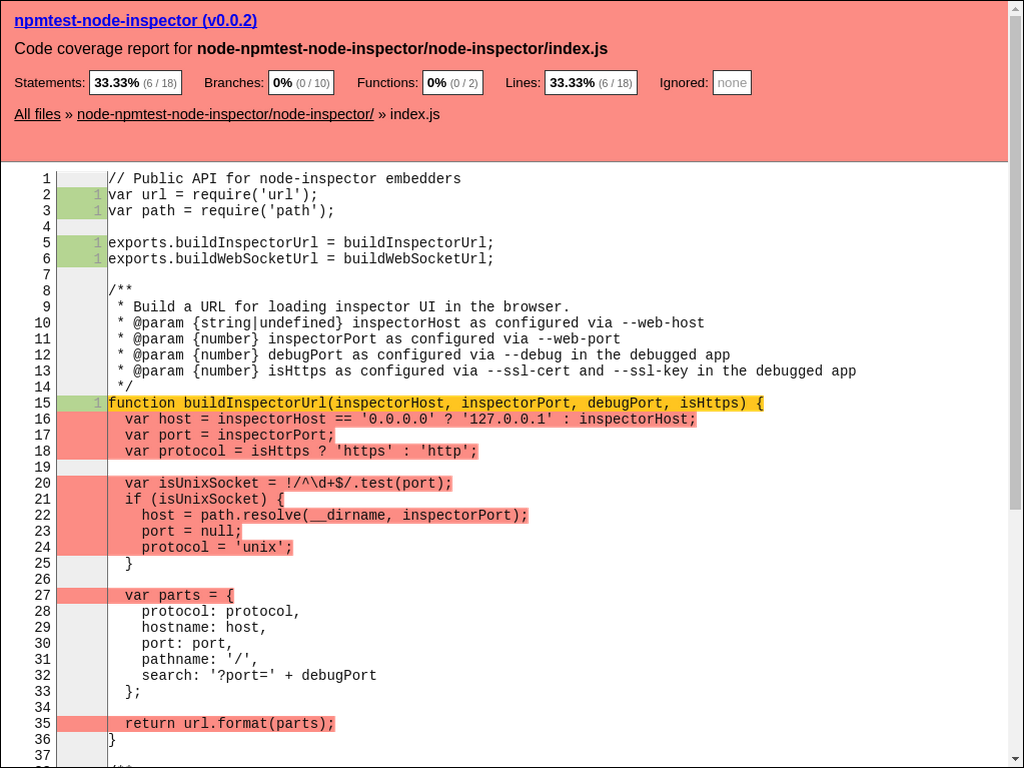 npmtest-node-inspector (v0.0.2)
Code coverage report for node-npmtest-node-inspector/node-inspector/index.js
Statements: 33.33% (6 / 18) Branches: 0% (0 / 10) Functions: 0% (0 / 2) Lines: 33.33% (6 / 18) Ignored: none
All files » node-npmtest-node-inspector/node-inspector/ » index.js
1 // Public API for node-inspector embedders
2 1 var url = require('url');
3 1 var path = require('path');
4
5 1 exports.buildInspectorUrl = buildInspectorUrl;
6 1 exports.buildWebSocketUrl = buildWebSocketUrl;
7
8 /**
9  * Build a URL for loading inspector UI in the browser.
10  * @param {string|undefined} inspectorHost as configured via --web-host
11  * @param {number} inspectorPort as configured via --web-port
12  * @param {number} debugPort as configured via --debug in the debugged app
13  * @param {number} isHttps as configured via --ssl-cert and --ssl-key in the debugged app
14  */
15 1 function buildInspectorUrl(inspectorHost, inspectorPort, debugPort, isHttps) {
16   var host = inspectorHost == '0.0.0.0' ? '127.0.0.1' : inspectorHost;
17   var port = inspectorPort;
18   var protocol = isHttps ? 'https' : 'http';
19
20   var isUnixSocket = !/^\d+$/.test(port);
21   if (isUnixSocket) {
22     host = path.resolve(__dirname, inspectorPort);
23     port = null;
24     protocol = 'unix';
25   }
26
27   var parts = {
28     protocol: protocol,
29     hostname: host,
30     port: port,
31     pathname: '/',
32     search: '?port=' + debugPort
33   };
34
35   return url.format(parts);
36 }
37